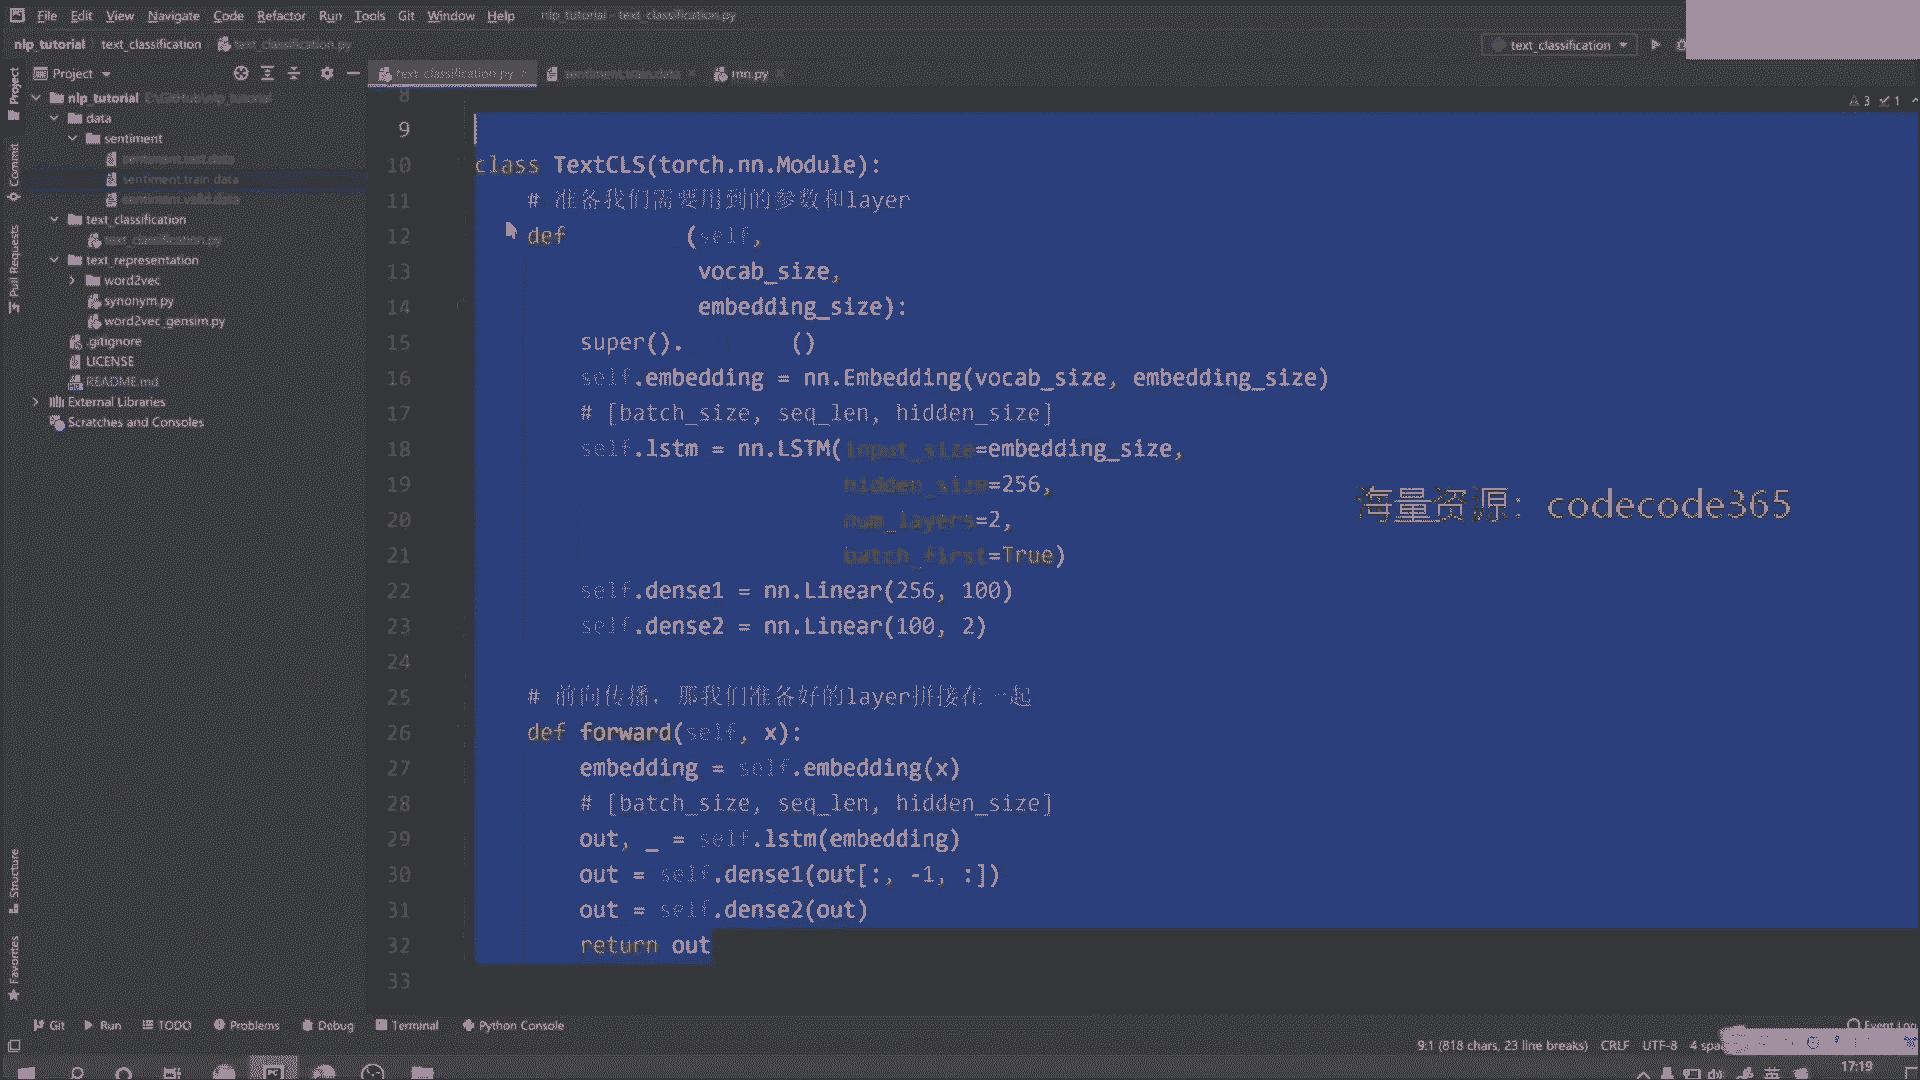 File Edit View Navigate Code Refactor Run Tools Git Window Help nlp_tutorial - text_classification.py
nlp_tutorial text_classification text_classification.py
text_classification
Project
text_classification.py sentiment.train.data rnn.py
nlp_tutorial E:\GitHub\nlp_tutorial
data
sentiment
sentiment.test.data
sentiment.train.data
sentiment.valid.data
text_classification
text_classification.py
text_representation
word2vec
synonym.py
word2vec_gensim.py
.gitignore
LICENSE
README.md
External Libraries
Scratches and Consoles
Project
Commit
Pull Requests
Structure
Favorites
3 1
8
9
10 class TextCLS(torch.nn.Module):
11 # 准备我们需要用到的参数和layer
12 def (self,
13 vocab_size,
14 embedding_size):
15 super(). ()
16 self.embedding = nn.Embedding(vocab_size, embedding_size)
17 # [batch_size, seq_len, hidden_size]
18 self.lstm = nn.LSTM(input_size=embedding_size,
19 hidden_size=256,
20 num_layers=2,
21 batch_first=True)
22 self.dense1 = nn.Linear(256, 100)
23 self.dense2 = nn.Linear(100, 2)
24
25 # 前向传播，那我们准备好的layer拼接在一起
26 def forward(self, x):
27 embedding = self.embedding(x)
28 # [batch_size, seq_len, hidden_size]
29 out, _ = self.lstm(embedding)
30 out = self.dense1(out[:, -1, :])
31 out = self.dense2(out)
32 return out
33
海量资源：codecode365
Git Run TODO Problems Debug Terminal Python Console Event Log
9:1 (818 chars, 23 line breaks) CRLF UTF-8 4 spa
英 17:19